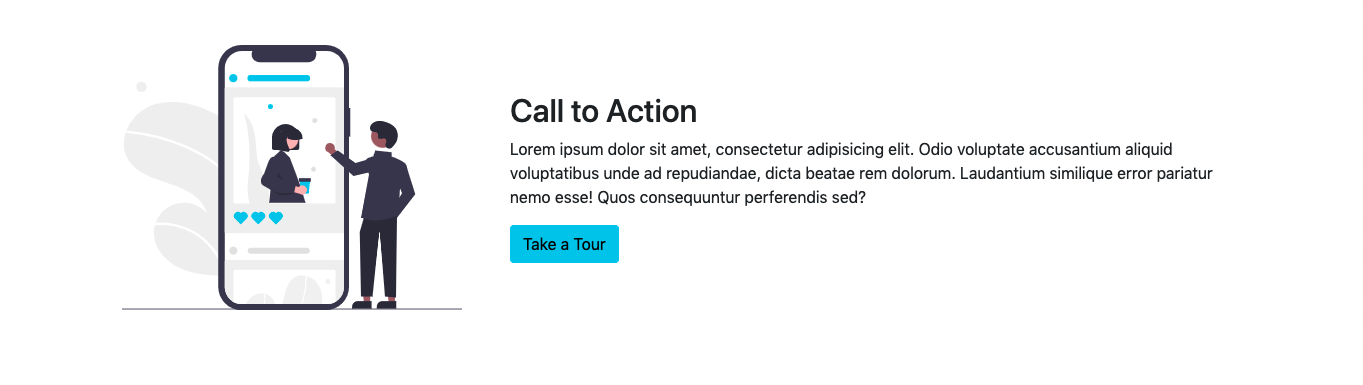 Call to Action
Lorem ipsum dolor sit amet, consectetur adipisicing elit. Odio voluptate accusantium aliquid
voluptatibus unde ad repudiandae, dicta beatae rem dolorum. Laudantium similique error pariatur
nemo esse! Quos consequuntur perferendis sed?
Take a Tour